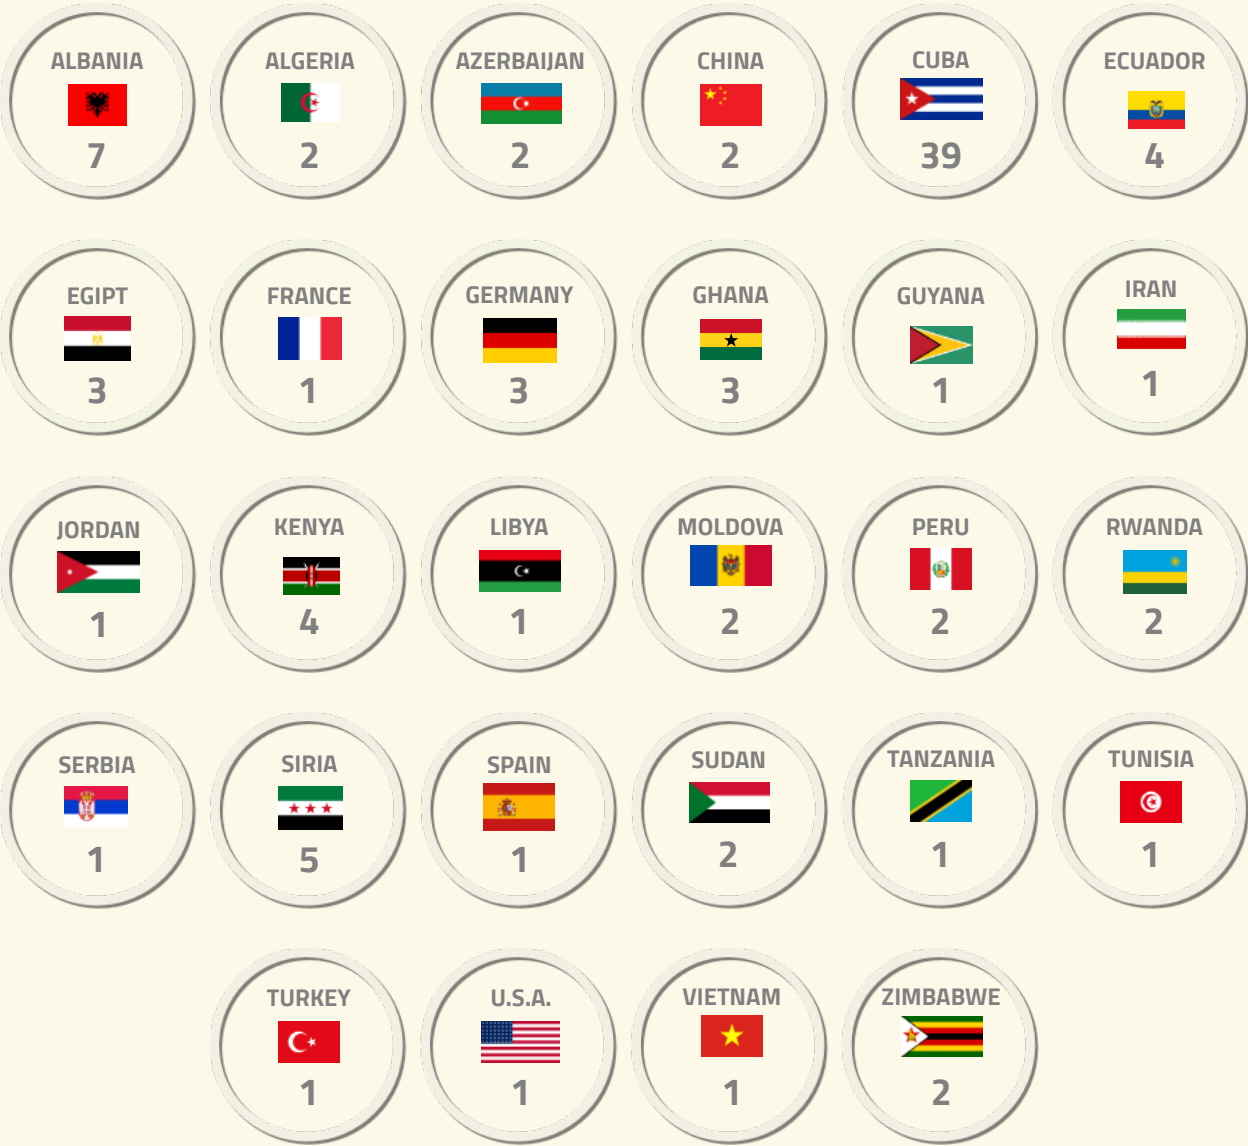 ALBANIA
7
ALGERIA
2
AZERBAIJAN
2
CHINA
2
CUBA
39
ECUADOR
4
EGIPT
3
FRANCE
1
GERMANY
3
GHANA
3
GUYANA
1
IRAN
1
JORDAN
1
KENYA
4
LIBYA
1
MOLDOVA
2
PERU
2
RWANDA
2
SERBIA
1
SIRIA
5
SPAIN
1
SUDAN
2
TANZANIA
1
TUNISIA
1
TURKEY
1
U.S.A.
1
VIETNAM
1
ZIMBABWE
2